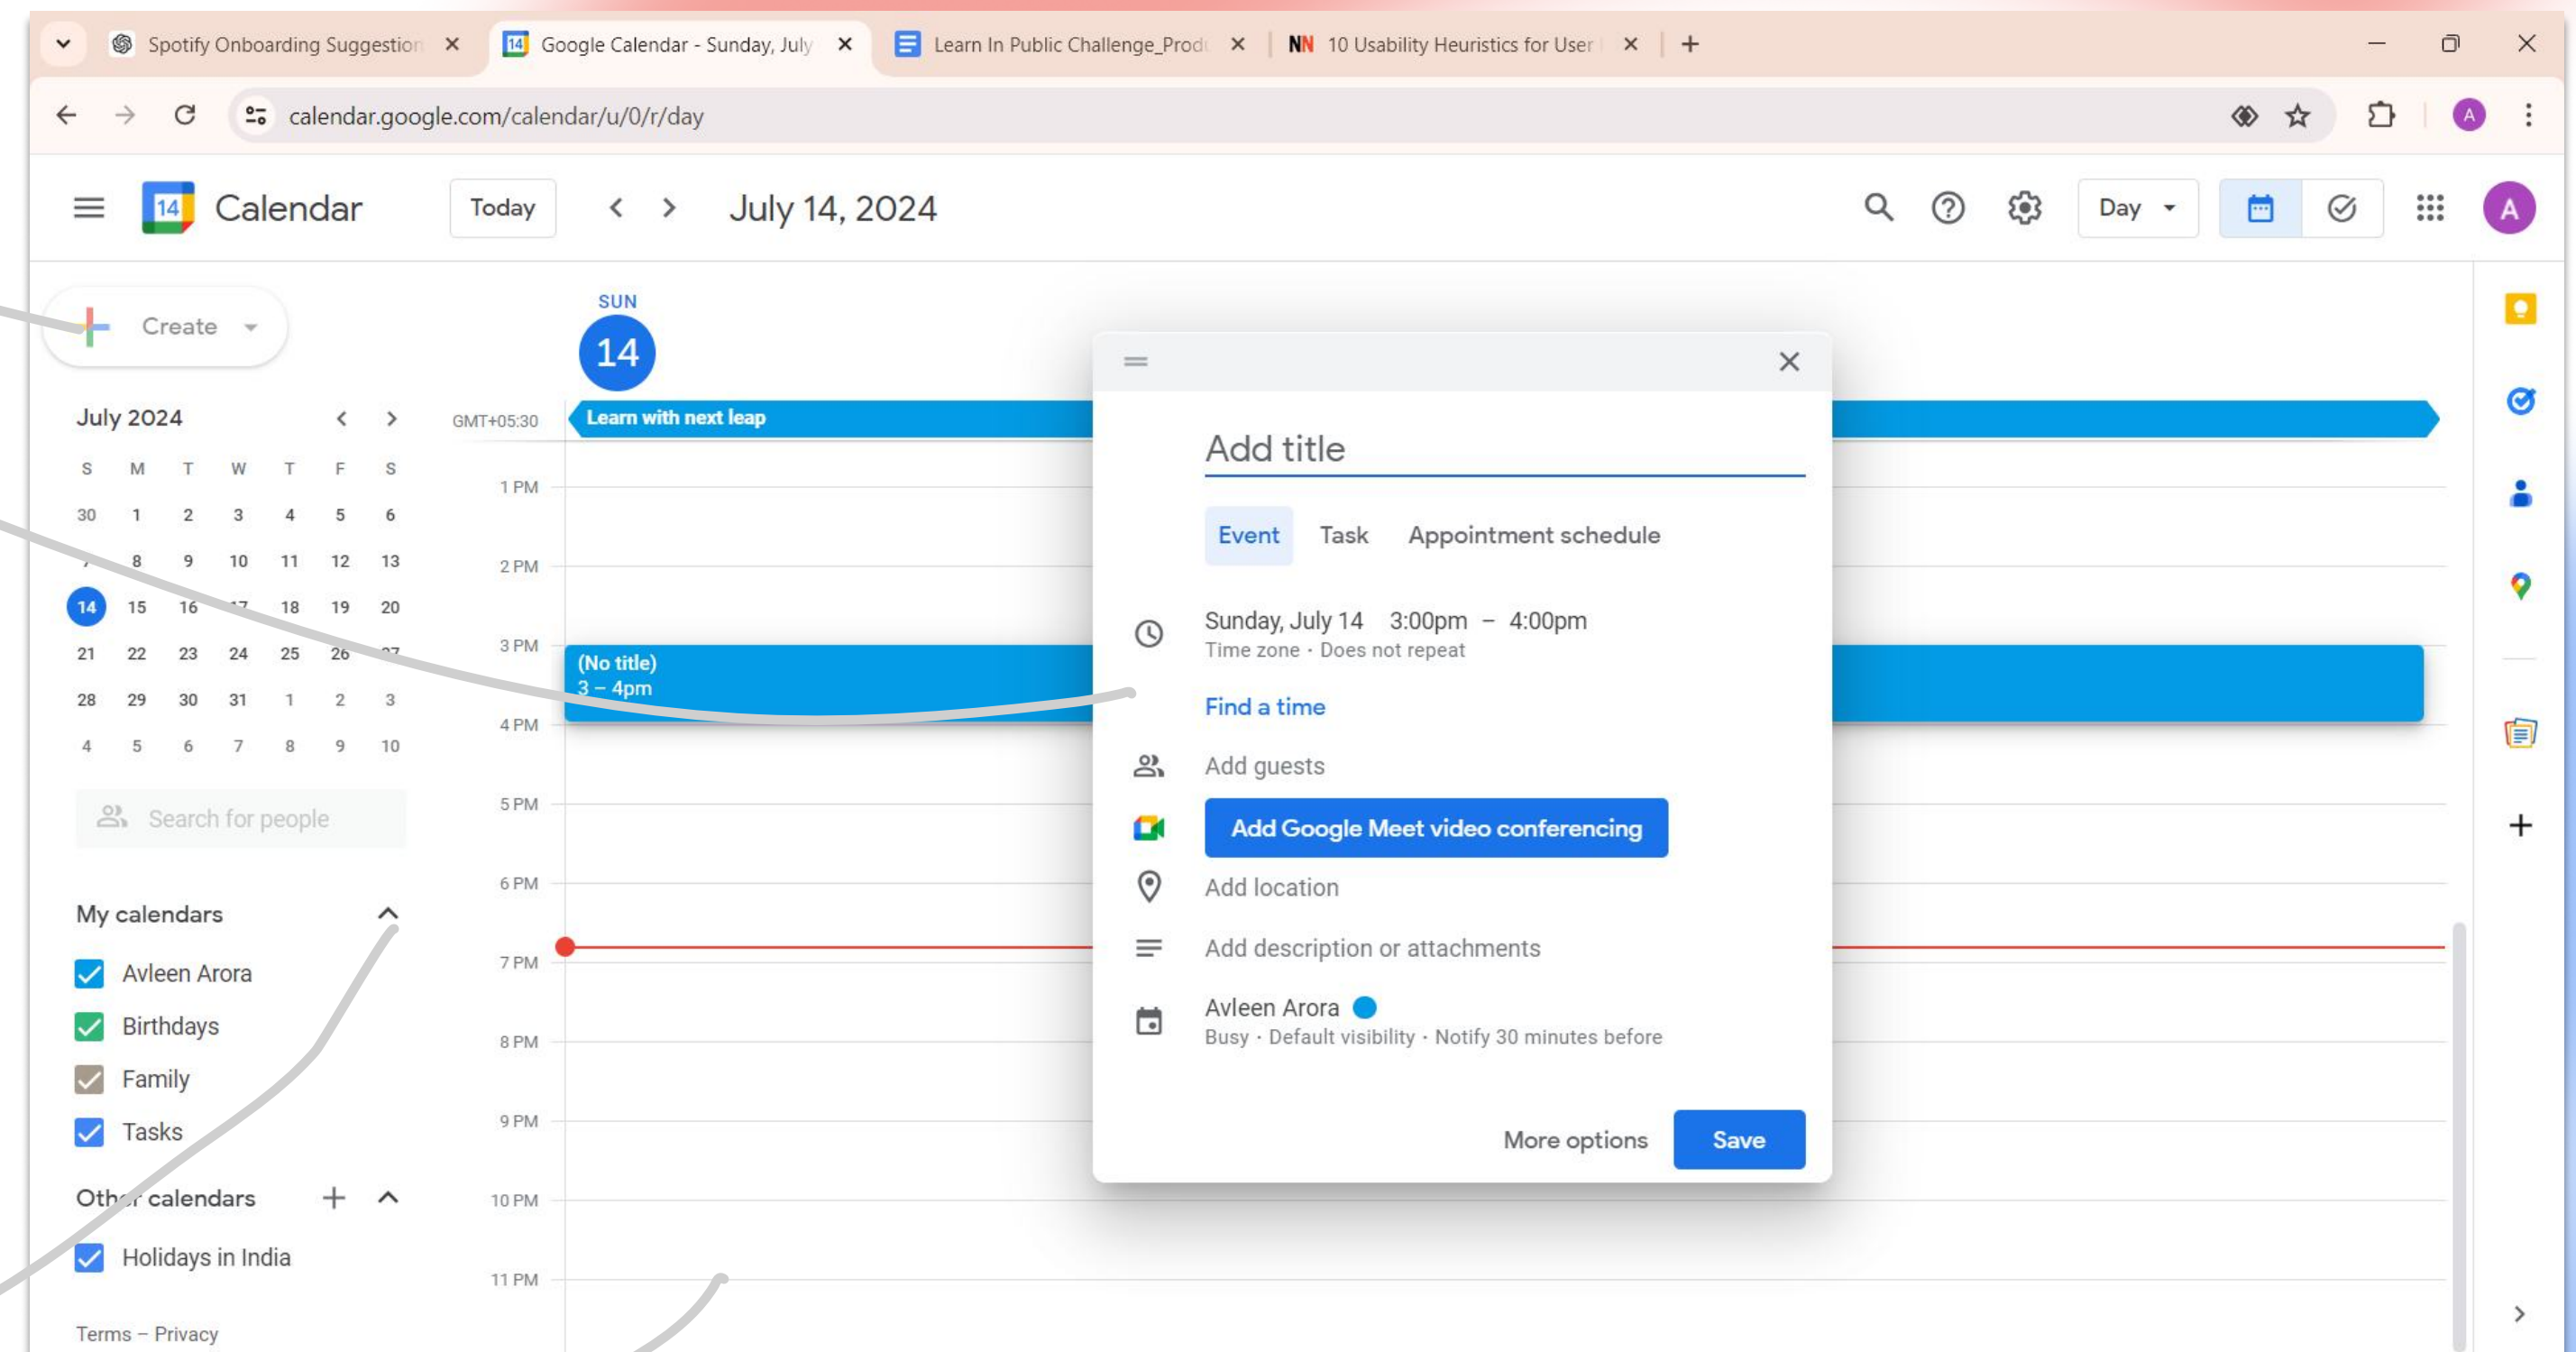 Spotify Onboarding Suggestion
Google Calendar - Sunday, July
Learn In Public Challenge_Prod
NN 10 Usability Heuristics for User
calendar.google.com/calendar/u/0/r/day
A
14 Calendar
Today
July 14, 2024
Day
A
Create
SUN
14
July 2024
S M T W T F S
30 1 2 3 4 5 6
7 8 9 10 11 12 13
14 15 16 17 18 19 20
21 22 23 24 25 26 27
28 29 30 31 1 2 3
4 5 6 7 8 9 10
Search for people
My calendars
Avleen Arora
Birthdays
Family
Tasks
Other calendars
Holidays in India
Terms – Privacy
GMT+05:30
Learn with next leap
1 PM
2 PM
3 PM
(No title)
3 – 4pm
4 PM
5 PM
6 PM
7 PM
8 PM
9 PM
10 PM
11 PM
Add title
Event Task Appointment schedule
Sunday, July 14 3:00pm – 4:00pm
Time zone · Does not repeat
Find a time
Add guests
Add Google Meet video conferencing
Add location
Add description or attachments
Avleen Arora
Busy · Default visibility · Notify 30 minutes before
More options
Save